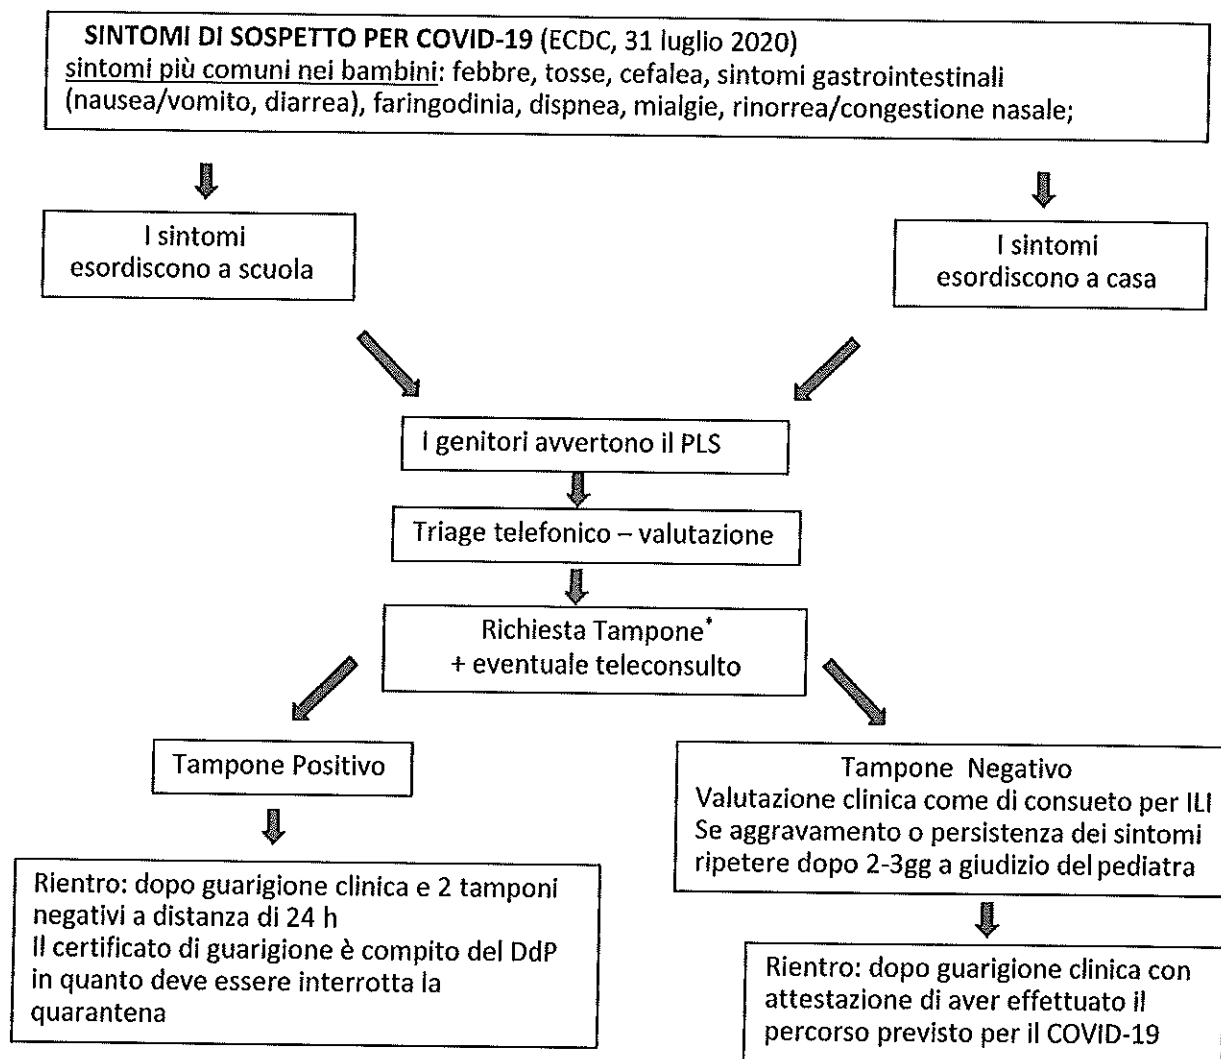 SINTOMI DI SOSPETTO PER COVID-19 (ECDC, 31 luglio 2020)
sintomi più comuni nei bambini: febbre, tosse, cefalea, sintomi gastrointestinali
(nausea/vomito, diarrea), faringodinia, dispnea, mialgie, rinorrea/congestione nasale;
I sintomi
esordiscono a scuola
I sintomi
esordiscono a casa
I genitori avvertono il PLS
Triage telefonico – valutazione
Richiesta Tampone*
+ eventuale teleconsulto
Tampone Positivo
Rientro: dopo guarigione clinica e 2 tamponi
negativi a distanza di 24 h
Il certificato di guarigione è compito del DdP
in quanto deve essere interrotta la
quarantena
Tampone Negativo
Valutazione clinica come di consueto per ILI
Se aggravamento o persistenza dei sintomi
ripetere dopo 2-3gg a giudizio del pediatra
Rientro: dopo guarigione clinica con
attestazione di aver effettuato il
percorso previsto per il COVID-19